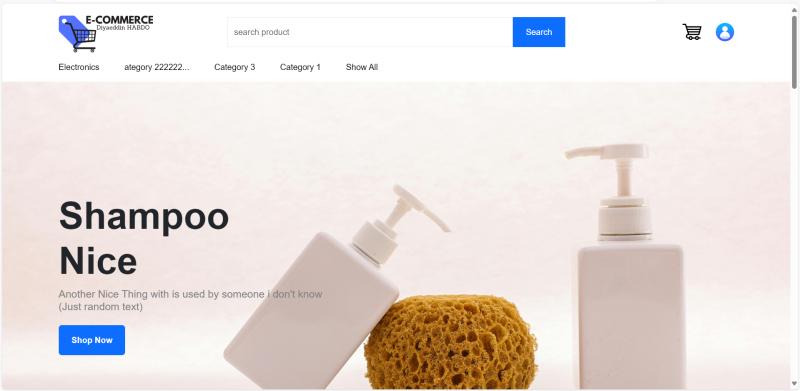 E-COMMERCE
Diyaeddin HABDO
search product
Search
Electronics
ategory 222222...
Category 3
Category 1
Show All
Shampoo
Nice
Another Nice Thing with is used by someone i don't know
(Just random text)
Shop Now